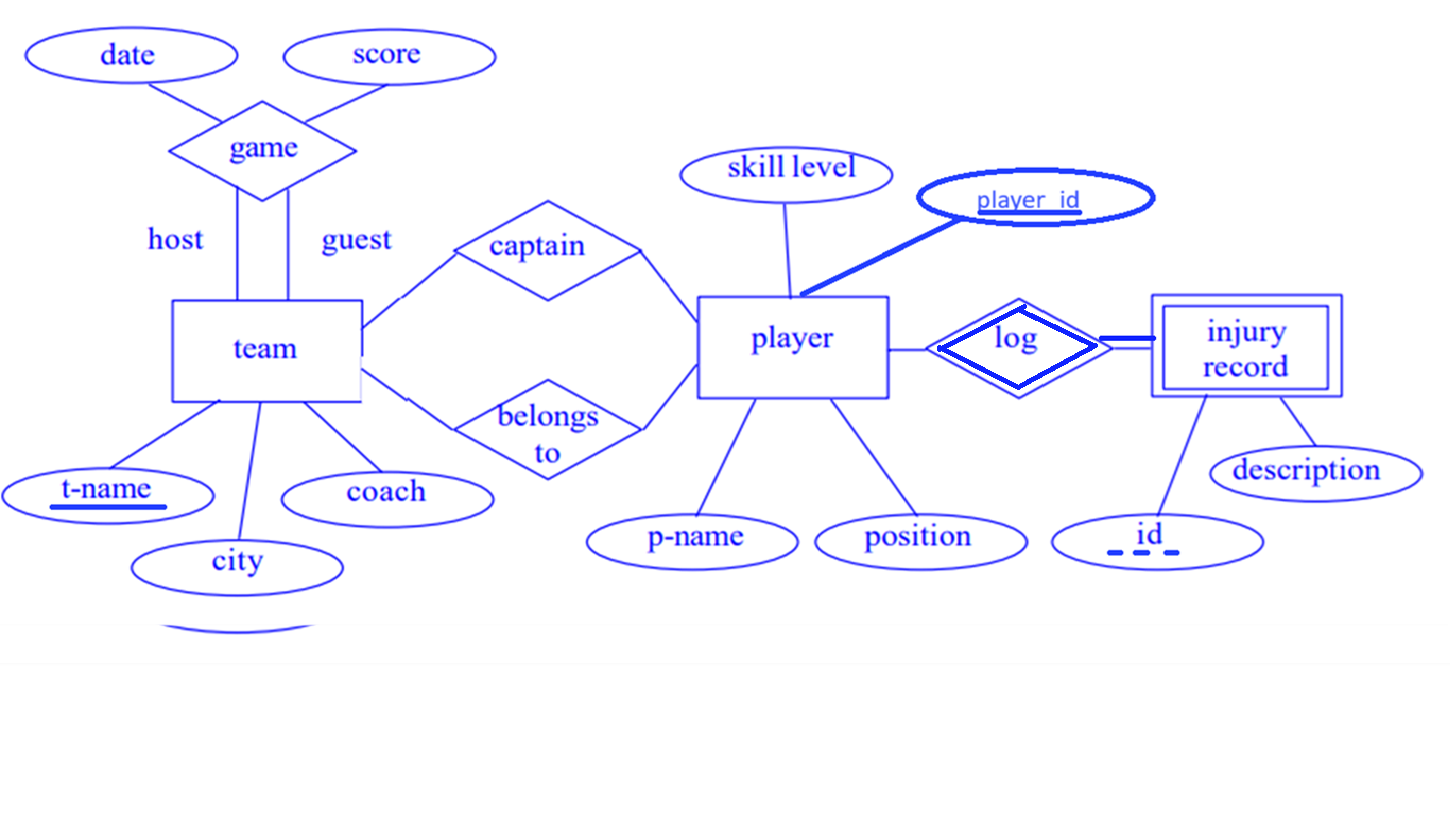 date
score
game
skill level
player_id
host
guest
captain
team
player
log
injury
record
belongs
to
t-name
coach
description
city
p-name
position
id